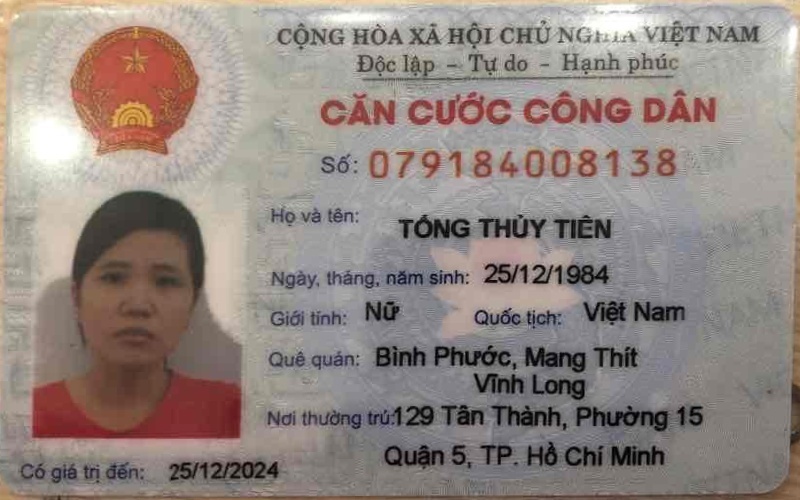 CỘNG HÒA XÃ HỘI CHỦ NGHĨA VIỆT NAM
Độc lập – Tự do – Hạnh phúc
CĂN CƯỚC CÔNG DÂN
Số: 079184008138
Họ và tên: TỐNG THỦY TIÊN
Ngày, tháng, năm sinh: 25/12/1984
Giới tính: Nữ Quốc tịch: Việt Nam
Quê quán: Bình Phước, Mang Thít
Vĩnh Long
Nơi thường trú: 129 Tân Thành, Phường 15
Quận 5, TP. Hồ Chí Minh
Có giá trị đến: 25/12/2024